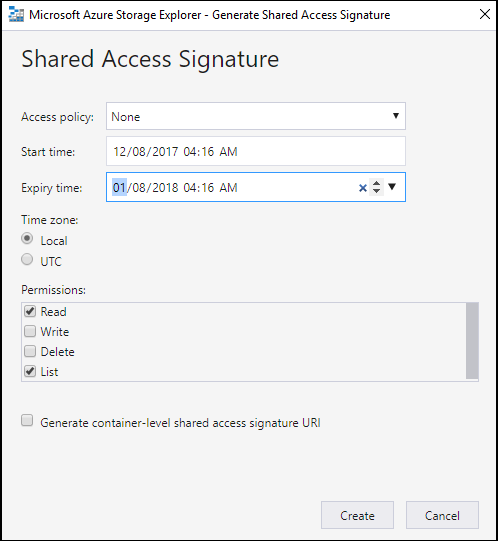 Microsoft Azure Storage Explorer - Generate Shared Access Signature
Shared Access Signature
Access policy: None
Start time: 12/08/2017 04:16 AM
Expiry time: 01/08/2018 04:16 AM
Time zone:
Local
UTC
Permissions:
Read
Write
Delete
List
Generate container-level shared access signature URI
Create Cancel